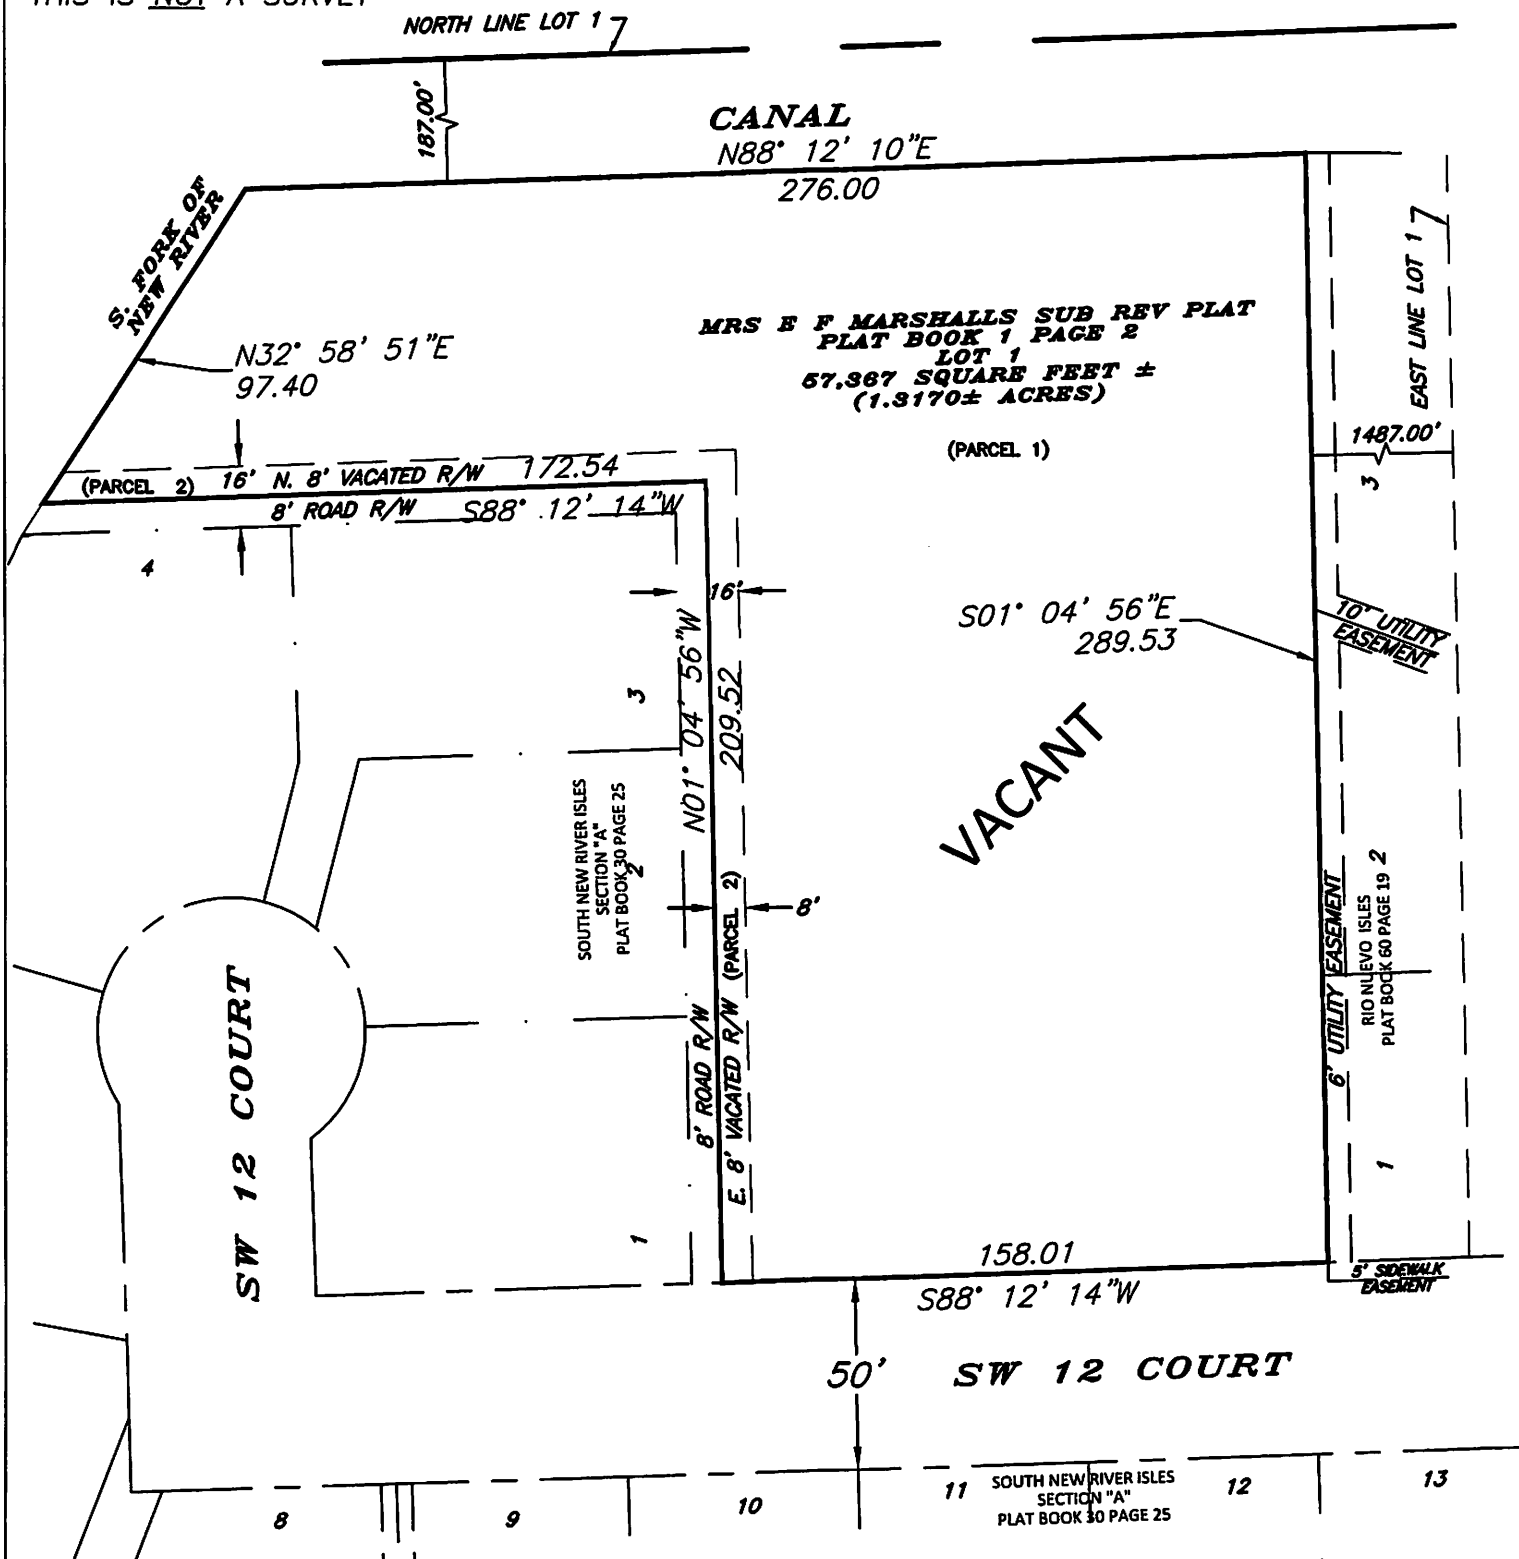 THIS IS NOT A SURVEY
NORTH LINE LOT 1
187.00'
CANAL
N88° 12' 10"E
276.00
S. FORK OF
NEW RIVER
N32° 58' 51"E
97.40
MRS E F MARSHALLS SUB REV PLAT
PLAT BOOK 1 PAGE 2
LOT 1
57,367 SQUARE FEET ±
(1.3170± ACRES)
(PARCEL 1)
EAST LINE LOT 1
1487.00'
3
(PARCEL 2)
16'
N. 8' VACATED R/W
172.54
8' ROAD R/W
S88° 12' 14"W
4
16'
N01° 04' 56"W
209.52
3
S01° 04' 56"E
289.53
10' UTILITY
EASEMENT
VACANT
SOUTH NEW RIVER ISLES
SECTION "A"
PLAT BOOK 30 PAGE 25
2
8'
8' ROAD R/W
E. 8' VACATED R/W (PARCEL 2)
6' UTILITY EASEMENT
RIO NUEVO ISLES
PLAT BOOK 60 PAGE 19
2
SW 12 COURT
1
1
158.01
S88° 12' 14"W
5' SIDEWALK
EASEMENT
50'
SW 12 COURT
8
9
10
11
SOUTH NEW RIVER ISLES
SECTION "A"
PLAT BOOK 30 PAGE 25
12
13